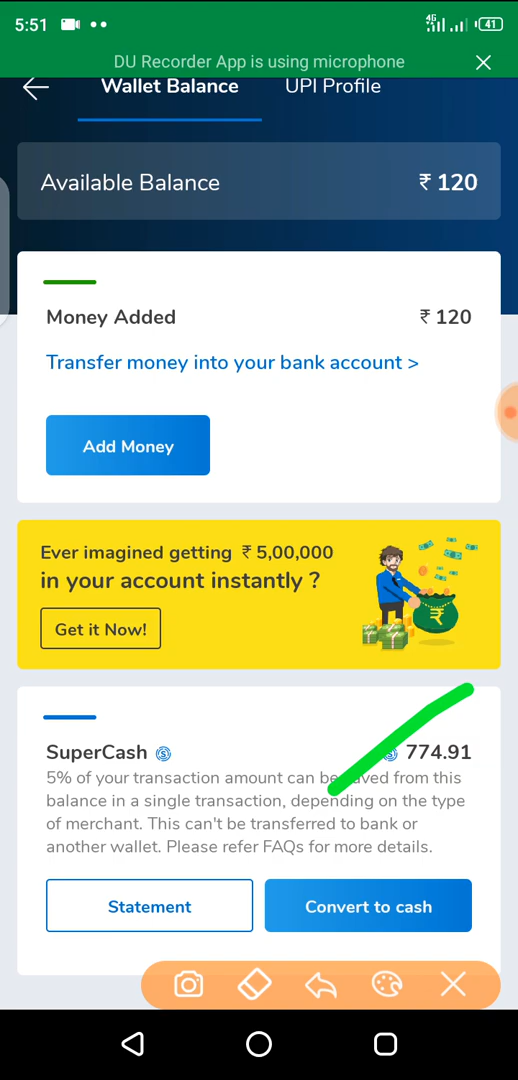 5:51
4G
41
DU Recorder App is using microphone
Wallet Balance
UPI Profile
Available Balance
₹ 120
Money Added
₹ 120
Transfer money into your bank account >
Add Money
Ever imagined getting ₹ 5,00,000
in your account instantly ?
Get it Now!
SuperCash
774.91
5% of your transaction amount can be saved from this
balance in a single transaction, depending on the type
of merchant. This can't be transferred to bank or
another wallet. Please refer FAQs for more details.
Statement
Convert to cash